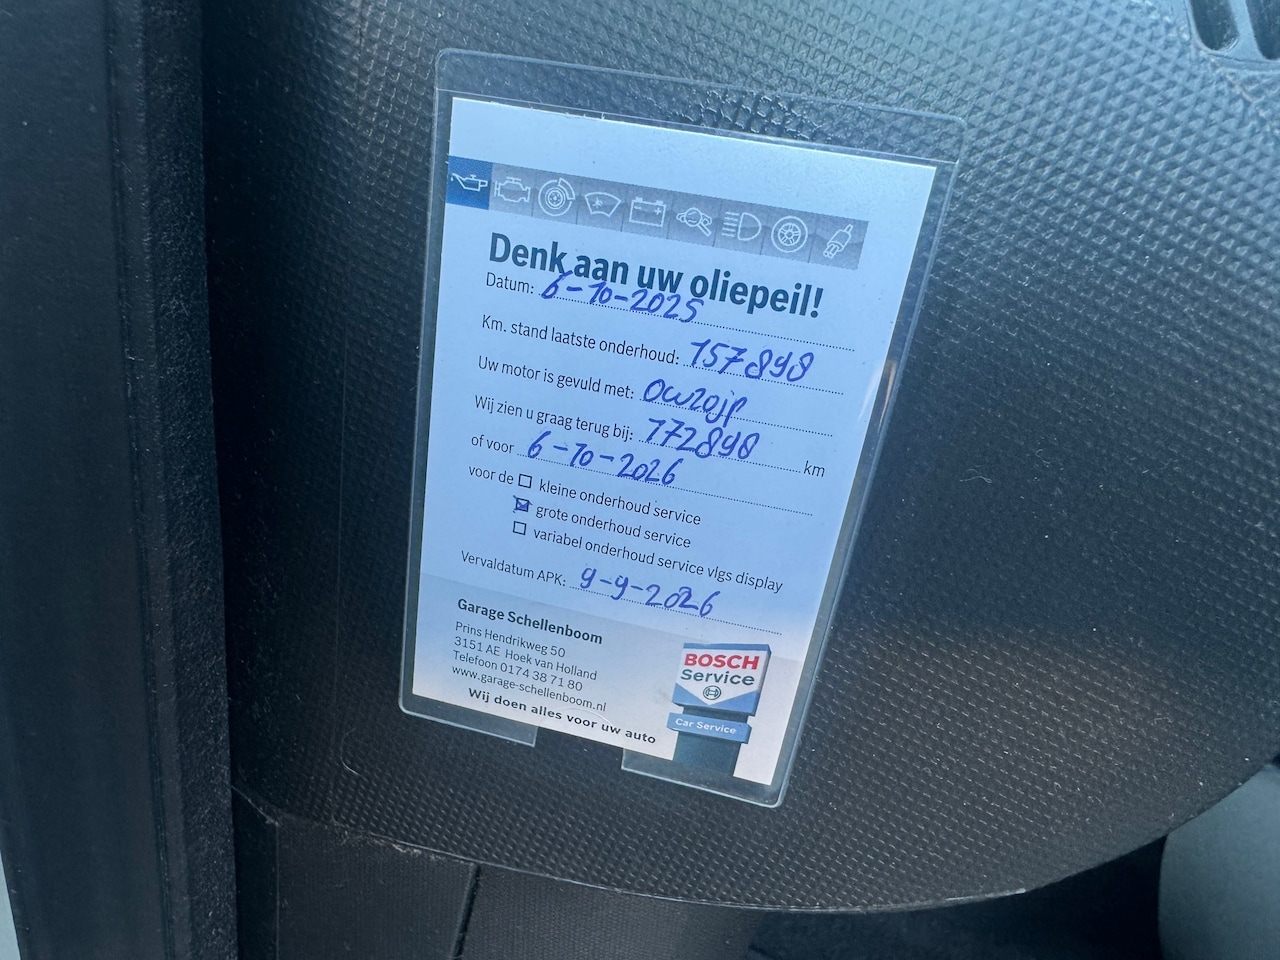 Denk aan uw oliepeil!
Datum: 6-10-2025
Km. stand laatste onderhoud: 157898
Uw motor is gevuld met: 0w20jp
Wij zien u graag terug bij: 172898 km
of voor 6-10-2026
voor de kleine onderhoud service
grote onderhoud service
variabel onderhoud service vlgs display
Vervaldatum APK: 9-9-2026
Garage Schellenboom
Prins Hendrikweg 50
3151 AE Hoek van Holland
Telefoon 0174 38 71 80
www.garage-schellenboom.nl
Wij doen alles voor uw auto
BOSCH
Service
Car Service